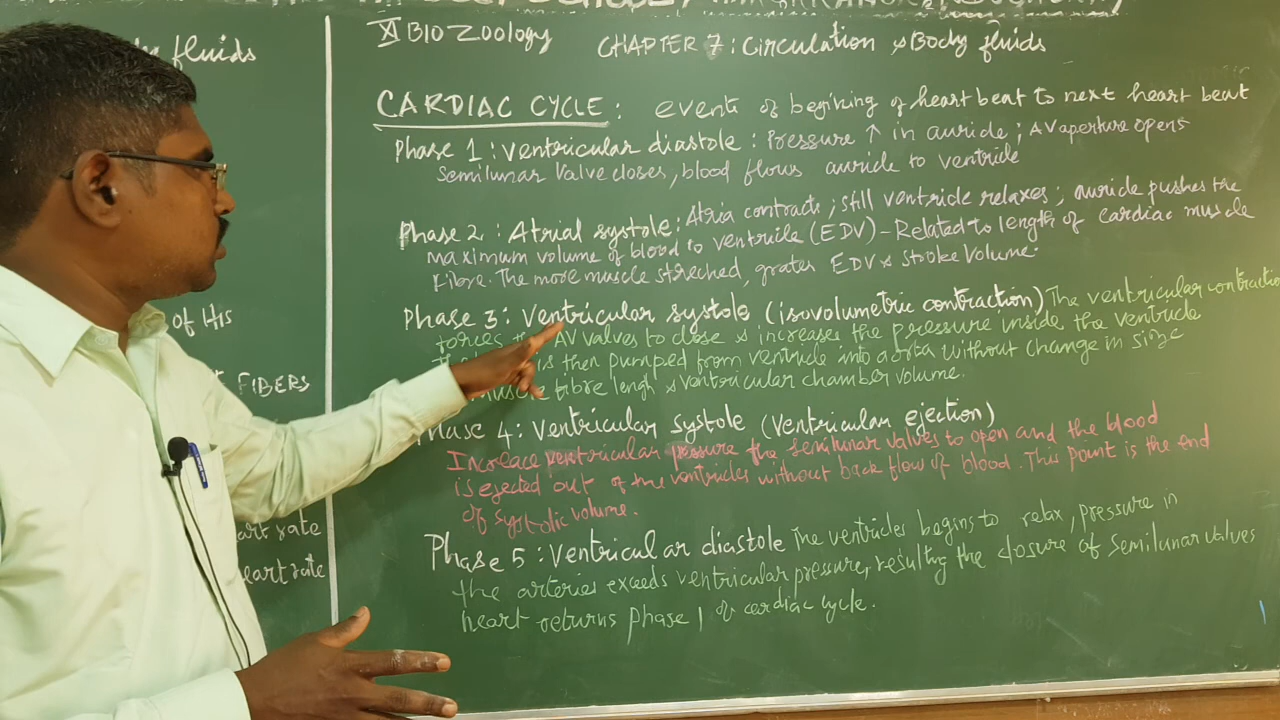 XI BIO ZOOLOGY
CHAPTER 7: Circulation & Body fluids
y fluids
CARDIAC CYCLE: events of begining of heart beat to next heart beat
Phase 1: Ventricular diastole: Pressure ↑ in auricle; AV aperture opens
Semilunar Valve closes, blood flows auricle to ventricle
Phase 2: Atrial systole: Atria contracts; still ventricle relaxes; auricle pushes the
maximum volume of blood to ventricle (EDV) - Related to length of cardiac muscle
Fibre. The more muscle streched, grater EDV & stroke Volume.
of His
Phase 3: Ventricular systole (isovolumetric contraction) The ventricular contractio
forces AV valves to close & increases the pressure inside the ventricle
is then pumped from ventricle into aorta without change in size
muscle fibre lengh & ventricular chamber volume.
FIBERS
hase 4: Ventricular systole (Ventricular ejection)
ventricular pressure the semilunar valves to open and the blood
is ejected out of the ventricles without back flow of blood. This point is the end
of systolic volume.
art rate
eart rate
Phase 5: Ventricular diastole The ventricles begins to relax, pressure in
the arteries exceeds ventricular pressure, resulting the closure of Semilunar valves
heart returns Phase 1 of cardiac cycle.